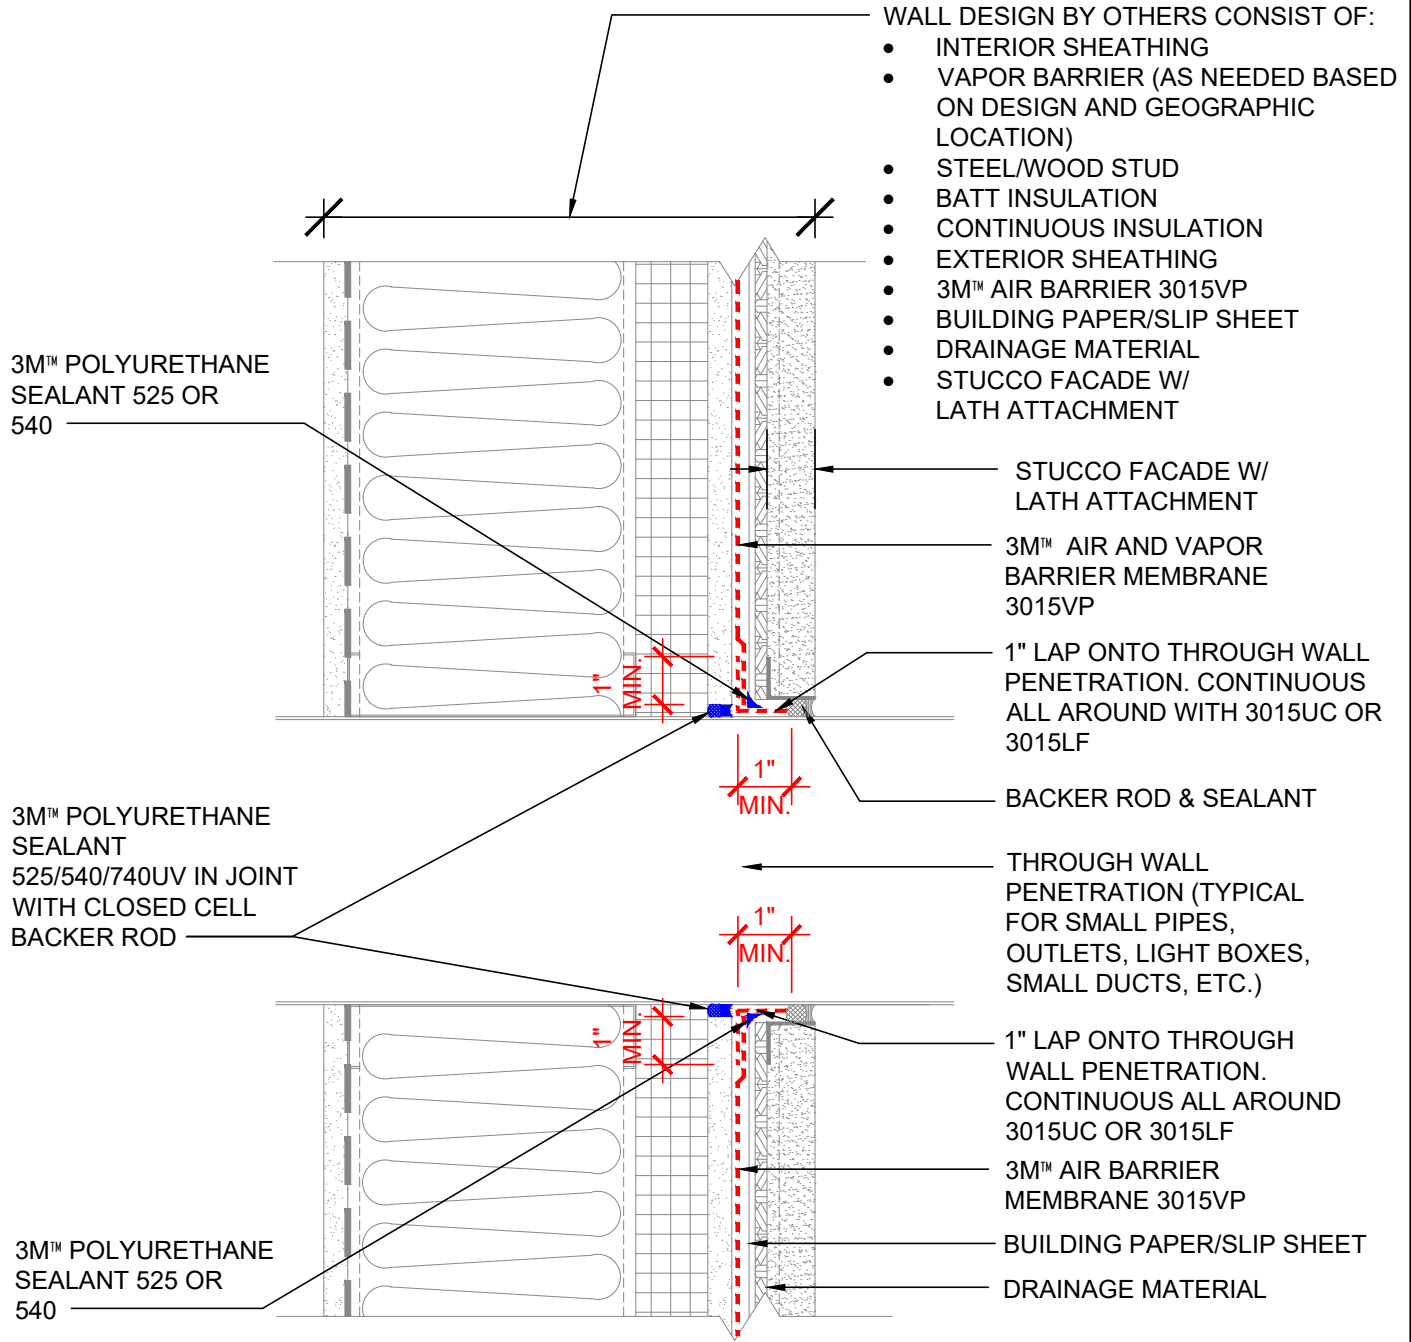 WALL DESIGN BY OTHERS CONSIST OF:
• INTERIOR SHEATHING
• VAPOR BARRIER (AS NEEDED BASED
ON DESIGN AND GEOGRAPHIC
LOCATION)
• STEEL/WOOD STUD
• BATT INSULATION
• CONTINUOUS INSULATION
• EXTERIOR SHEATHING
• 3M™ AIR BARRIER 3015VP
• BUILDING PAPER/SLIP SHEET
• DRAINAGE MATERIAL
• STUCCO FACADE W/
LATH ATTACHMENT
3M™ POLYURETHANE
SEALANT 525 OR
540
STUCCO FACADE W/
LATH ATTACHMENT
3M™ AIR AND VAPOR
BARRIER MEMBRANE
3015VP
1" LAP ONTO THROUGH WALL
PENETRATION. CONTINUOUS
ALL AROUND WITH 3015UC OR
3015LF
1"
MIN.
1"
MIN.
BACKER ROD & SEALANT
3M™ POLYURETHANE
SEALANT
525/540/740UV IN JOINT
WITH CLOSED CELL
BACKER ROD
THROUGH WALL
PENETRATION (TYPICAL
FOR SMALL PIPES,
OUTLETS, LIGHT BOXES,
SMALL DUCTS, ETC.)
1"
MIN.
1"
MIN.
1" LAP ONTO THROUGH
WALL PENETRATION.
CONTINUOUS ALL AROUND
3015UC OR 3015LF
3M™ AIR BARRIER
MEMBRANE 3015VP
BUILDING PAPER/SLIP SHEET
DRAINAGE MATERIAL
3M™ POLYURETHANE
SEALANT 525 OR
540